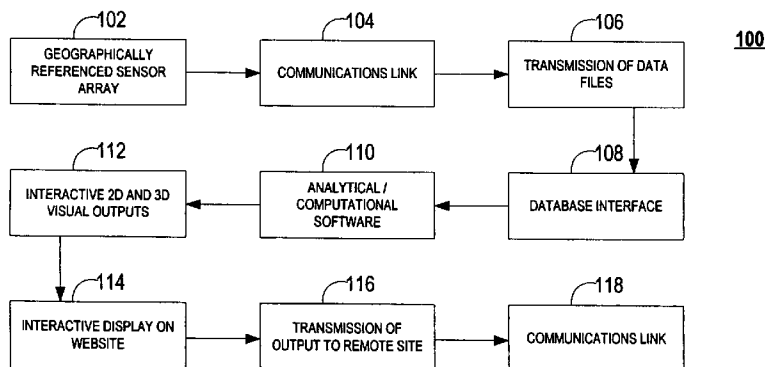 102
104
106
100
GEOGRAPHICALLY
REFERENCED SENSOR
ARRAY
COMMUNICATIONS LINK
TRANSMISSION OF DATA
FILES
112
110
108
INTERACTIVE 2D AND 3D
VISUAL OUTPUTS
ANALYTICAL /
COMPUTATIONAL
SOFTWARE
DATABASE INTERFACE
114
116
118
INTERACTIVE DISPLAY ON
WEBSITE
TRANSMISSION OF
OUTPUT TO REMOTE SITE
COMMUNICATIONS LINK